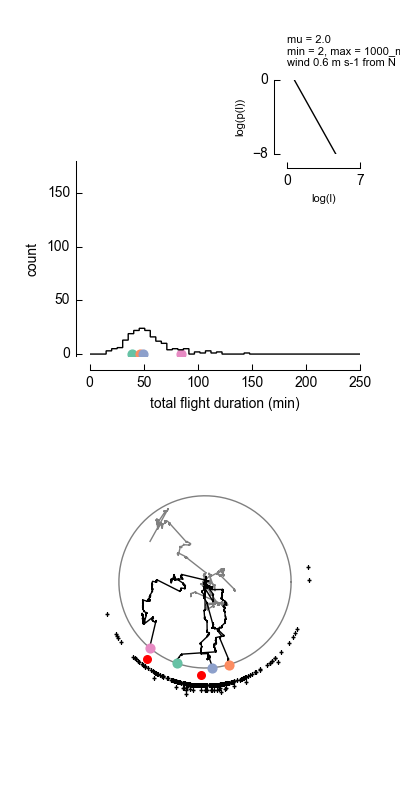 mu = 2.0
min = 2, max = 1000_m
wind 0.6 m s-1 from N
0
log(p(l))
−8
0 7
log(l)
150
100
50
0
count
0 50 100 150 200 250
total flight duration (min)